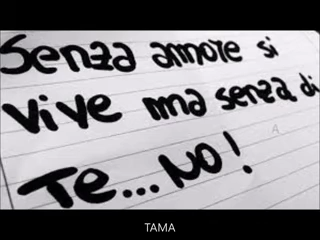 Senza amore si
vive ma senza di
Te... NO!
A
TAMA